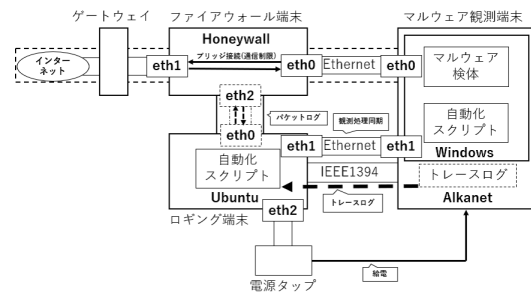 ゲートウェイ
ファイアウォール端末
マルウェア観測端末
Honeywall
インター
ネット
eth1
ブリッジ接続(通信制限)
eth0
Ethernet
eth0
マルウェア
検体
eth2
パケットログ
観測処理同期
自動化
スクリプト
eth0
eth1
Ethernet
eth1
Windows
自動化
スクリプト
IEEE1394
トレースログ
Ubuntu
トレースログ
Alkanet
ロギング端末
eth2
電源タップ
給電